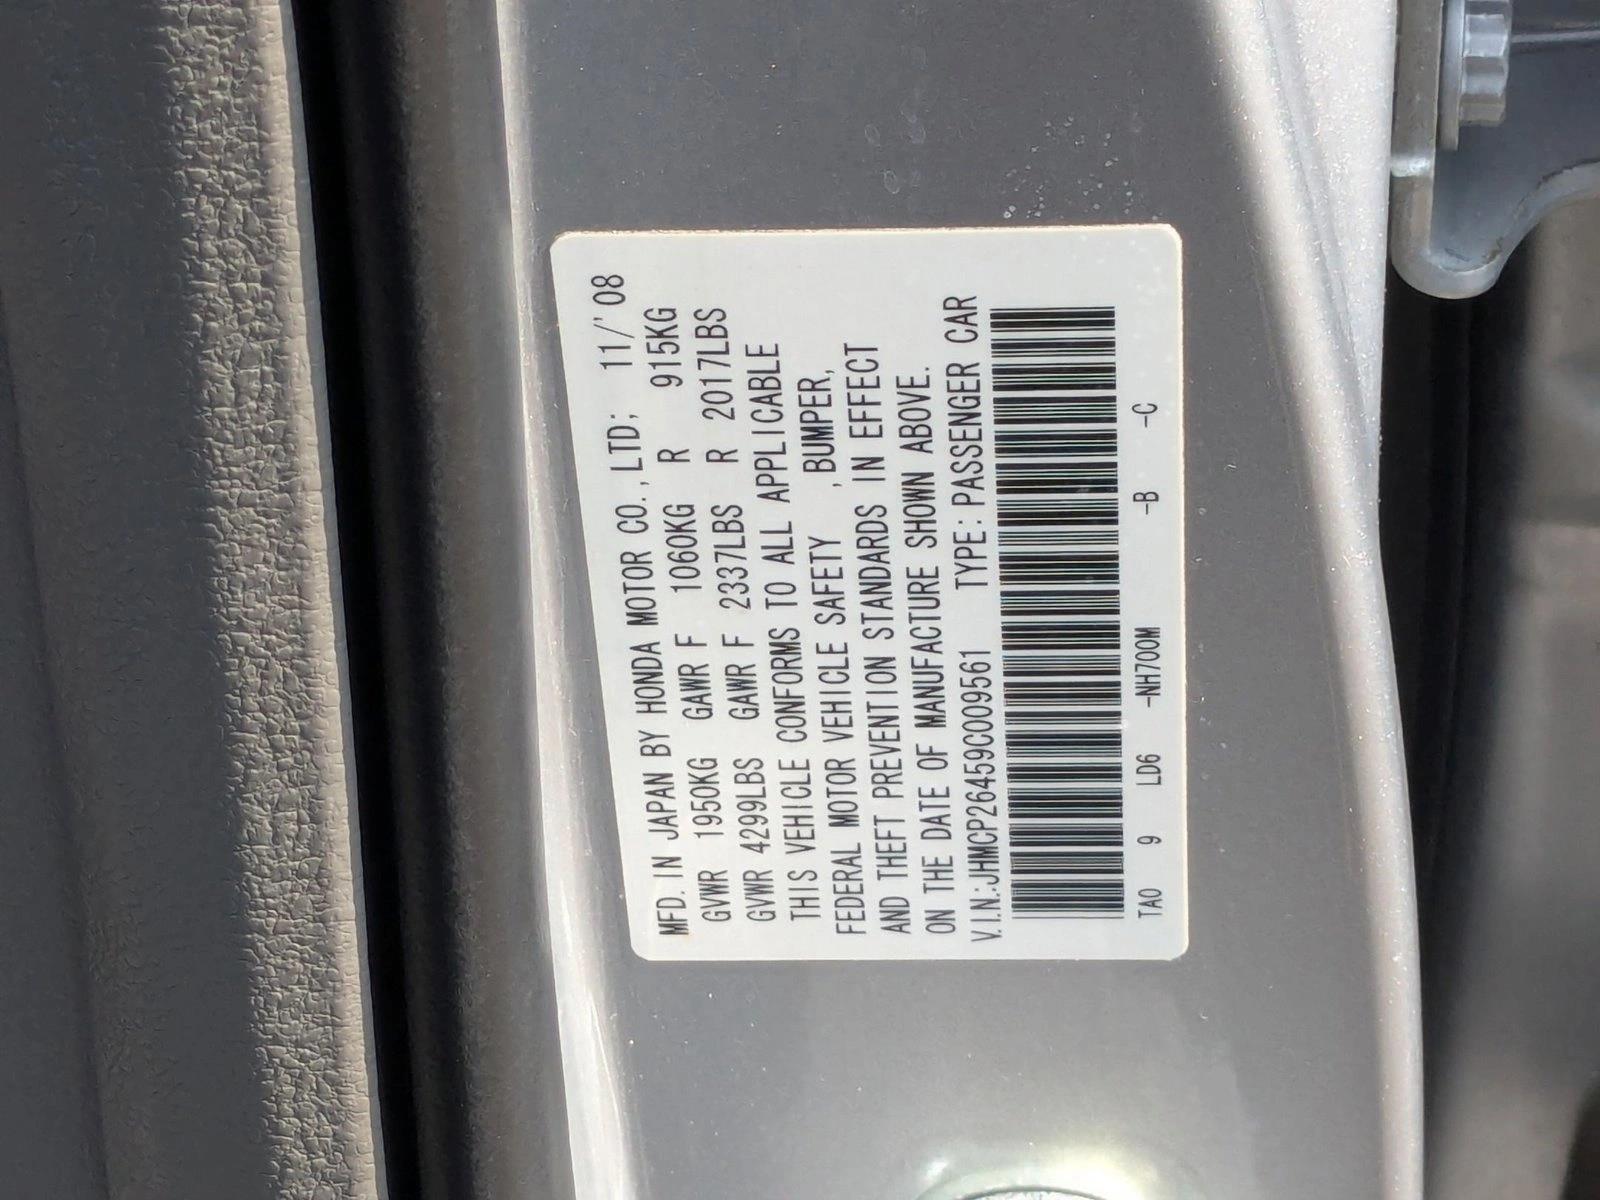 MFD. IN JAPAN BY HONDA MOTOR CO., LTD; 11/'08
GVWR 1950KG GAWR F 1060KG R 915KG
GVWR 4299LBS GAWR F 2337LBS R 2017LBS
THIS VEHICLE CONFORMS TO ALL APPLICABLE
FEDERAL MOTOR VEHICLE SAFETY , BUMPER,
AND THEFT PREVENTION STANDARDS IN EFFECT
ON THE DATE OF MANUFACTURE SHOWN ABOVE.
V.I.N.:JHMCP26459C009561 TYPE: PASSENGER CAR
TA0 9 LD6 -NH700M -B -C